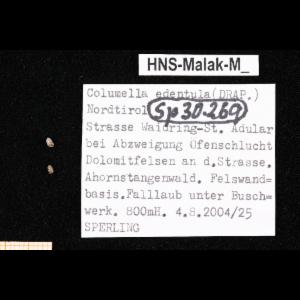 HNS-Malak-M_
Columella edentula (DRAP.)
Nordtirol Sp 30-269
Strasse Waidring-St. Adular
bei Abzweigung Ofenschlucht
Dolomitfelsen an d.Strasse.
Ahornstangenwald. Felswand=
basis.Falllaub unter Busch=
werk. 800mH. 4.8.2004/25
SPERLING